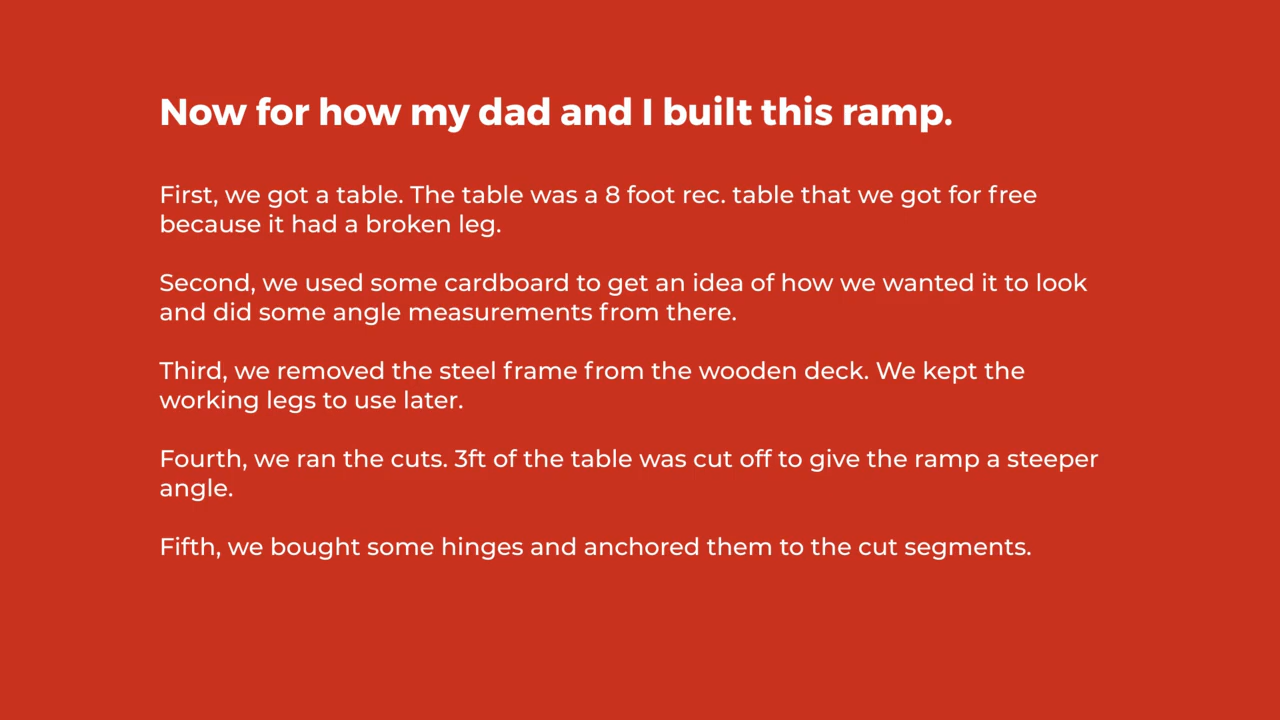 Now for how my dad and I built this ramp.
First, we got a table. The table was a 8 foot rec. table that we got for free
because it had a broken leg.
Second, we used some cardboard to get an idea of how we wanted it to look
and did some angle measurements from there.
Third, we removed the steel frame from the wooden deck. We kept the
working legs to use later.
Fourth, we ran the cuts. 3ft of the table was cut off to give the ramp a steeper
angle.
Fifth, we bought some hinges and anchored them to the cut segments.